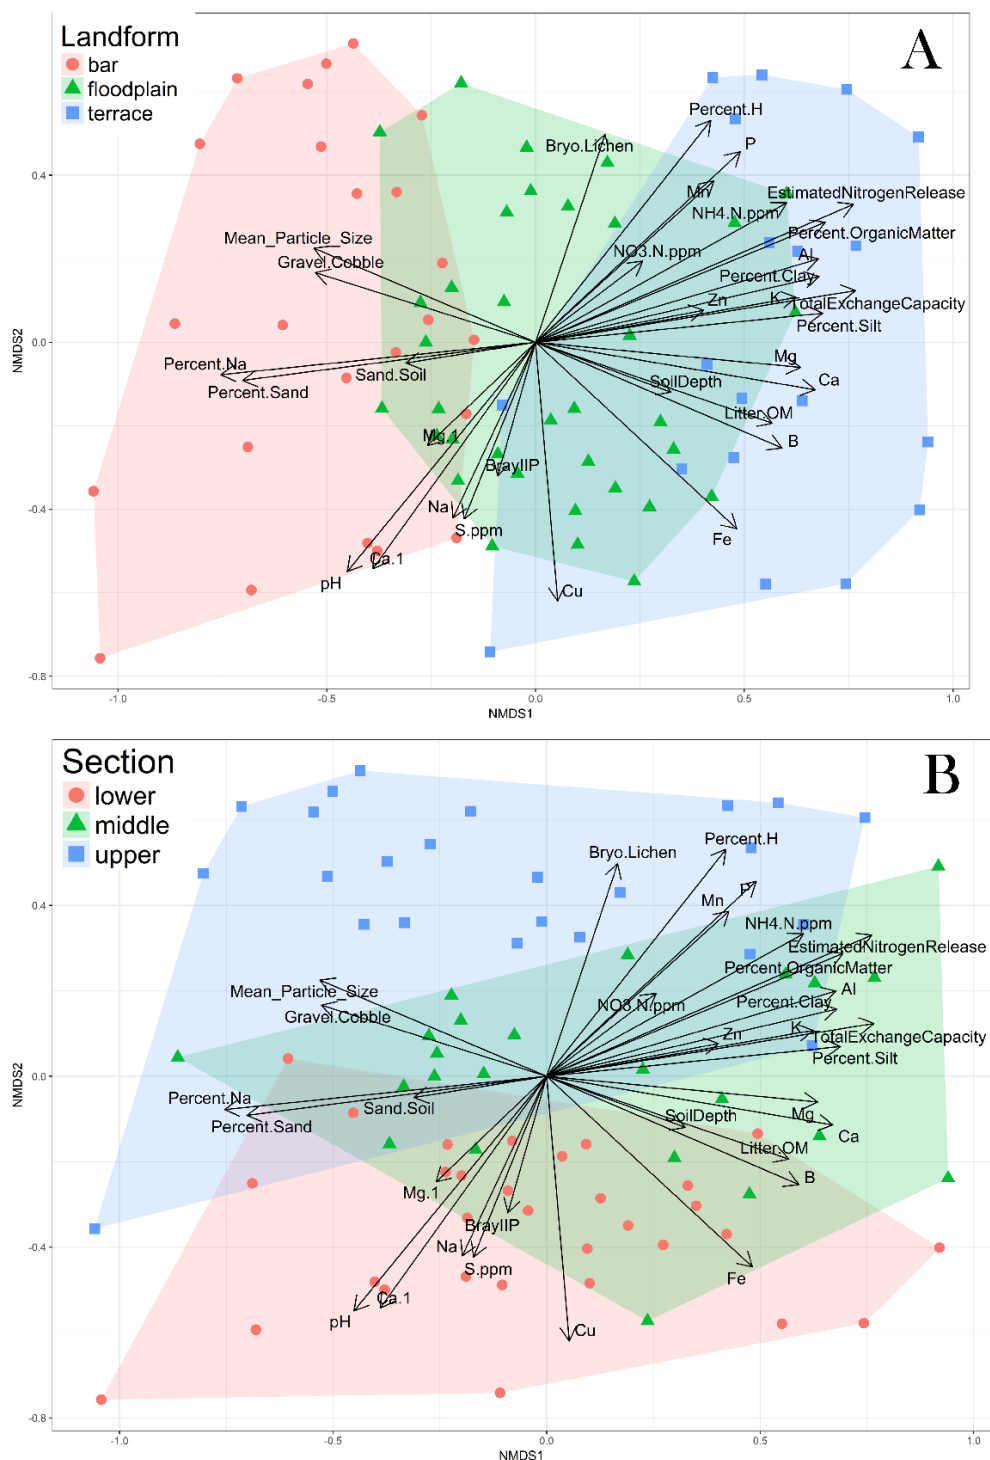 Landform
A
bar
floodplain
terrace
Percent.H
Bryo.Lichen
P
Mn
EstimatedNitrogenRelease
NH4.N.ppm
Percent.OrganicMatter
Mean_Particle_Size
NO3.N.ppm
Al
Gravel.Cobble
Percent.Clay
Zn
K
TotalExchangeCapacity
Percent.Silt
Percent.Na
Sand.Soil
Mg
Percent.Sand
SoilDepth
Ca
Litter.OM
Mg.1
B
BrayIIP
Na
S.ppm
Fe
Ca.1
pH
Cu
0.4
0.0
-0.4
-0.8
NMDS2
-1.0 -0.5 0.0 0.5 1.0
NMDS1
Section
B
lower
middle
upper
Percent.H
Bryo.Lichen
P
Mn
NH4.N.ppm
EstimatedNitrogenRelease
Percent.OrganicMatter
Mean_Particle_Size
Al
NO3.N.ppm
Percent.Clay
Gravel.Cobble
Zn
K
TotalExchangeCapacity
Percent.Silt
Percent.Na
Sand.Soil
Mg
Percent.Sand
SoilDepth
Ca
Litter.OM
B
Mg.1
BrayIIP
Na
S.ppm
Fe
Ca.1
pH
Cu
0.4
0.0
-0.4
-0.8
NMDS2
-1.0 -0.5 0.0 0.5 1.0
NMDS1